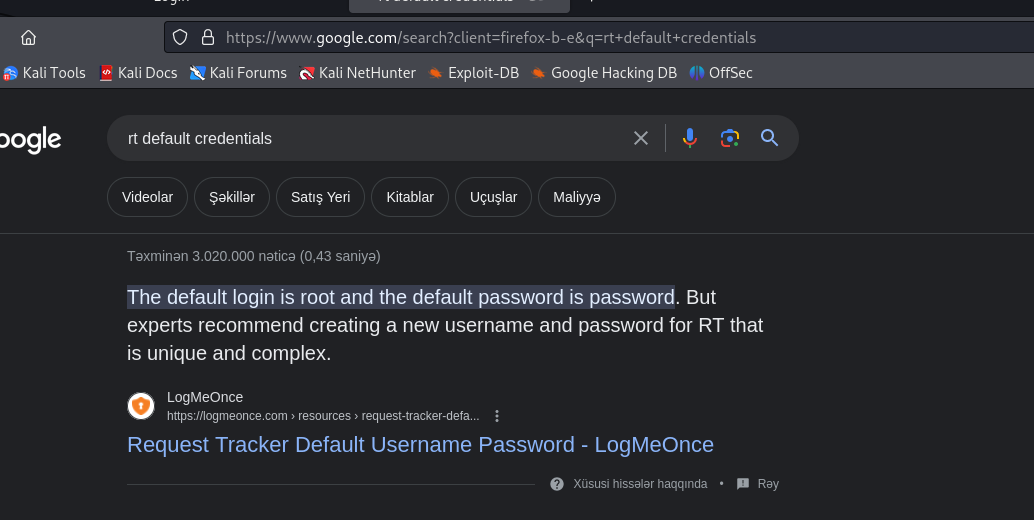 https://www.google.com/search?client=firefox-b-e&q=rt+default+credentials
Kali Tools Kali Docs Kali Forums Kali NetHunter Exploit-DB Google Hacking DB OffSec
oogle rt default credentials
Videolar Şəkillər Satış Yeri Kitablar Uçuşlar Maliyyə
Təxminən 3.020.000 nəticə (0,43 saniyə)
The default login is root and the default password is password. But
experts recommend creating a new username and password for RT that
is unique and complex.
LogMeOnce
https://logmeonce.com › resources › request-tracker-defa...
Request Tracker Default Username Password - LogMeOnce
Xüsusi hissələr haqqında • Rəy